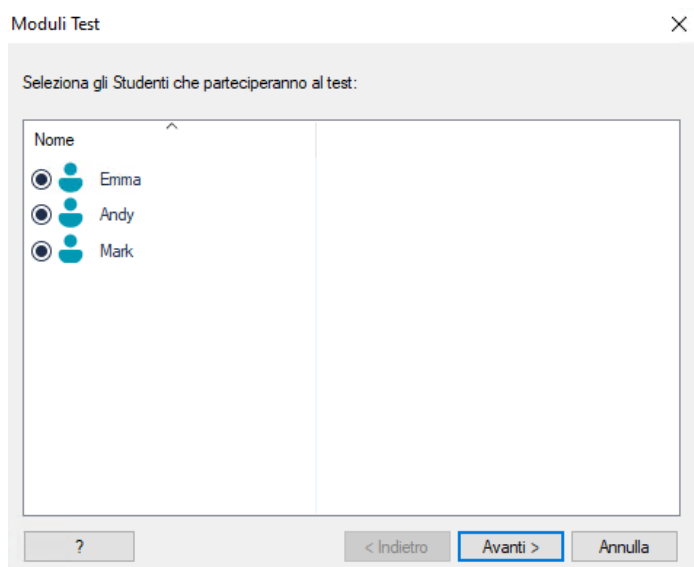 Moduli Test
Seleziona gli Studenti che parteciperanno al test:
Nome
Emma
Andy
Mark
? < Indietro Avanti > Annulla